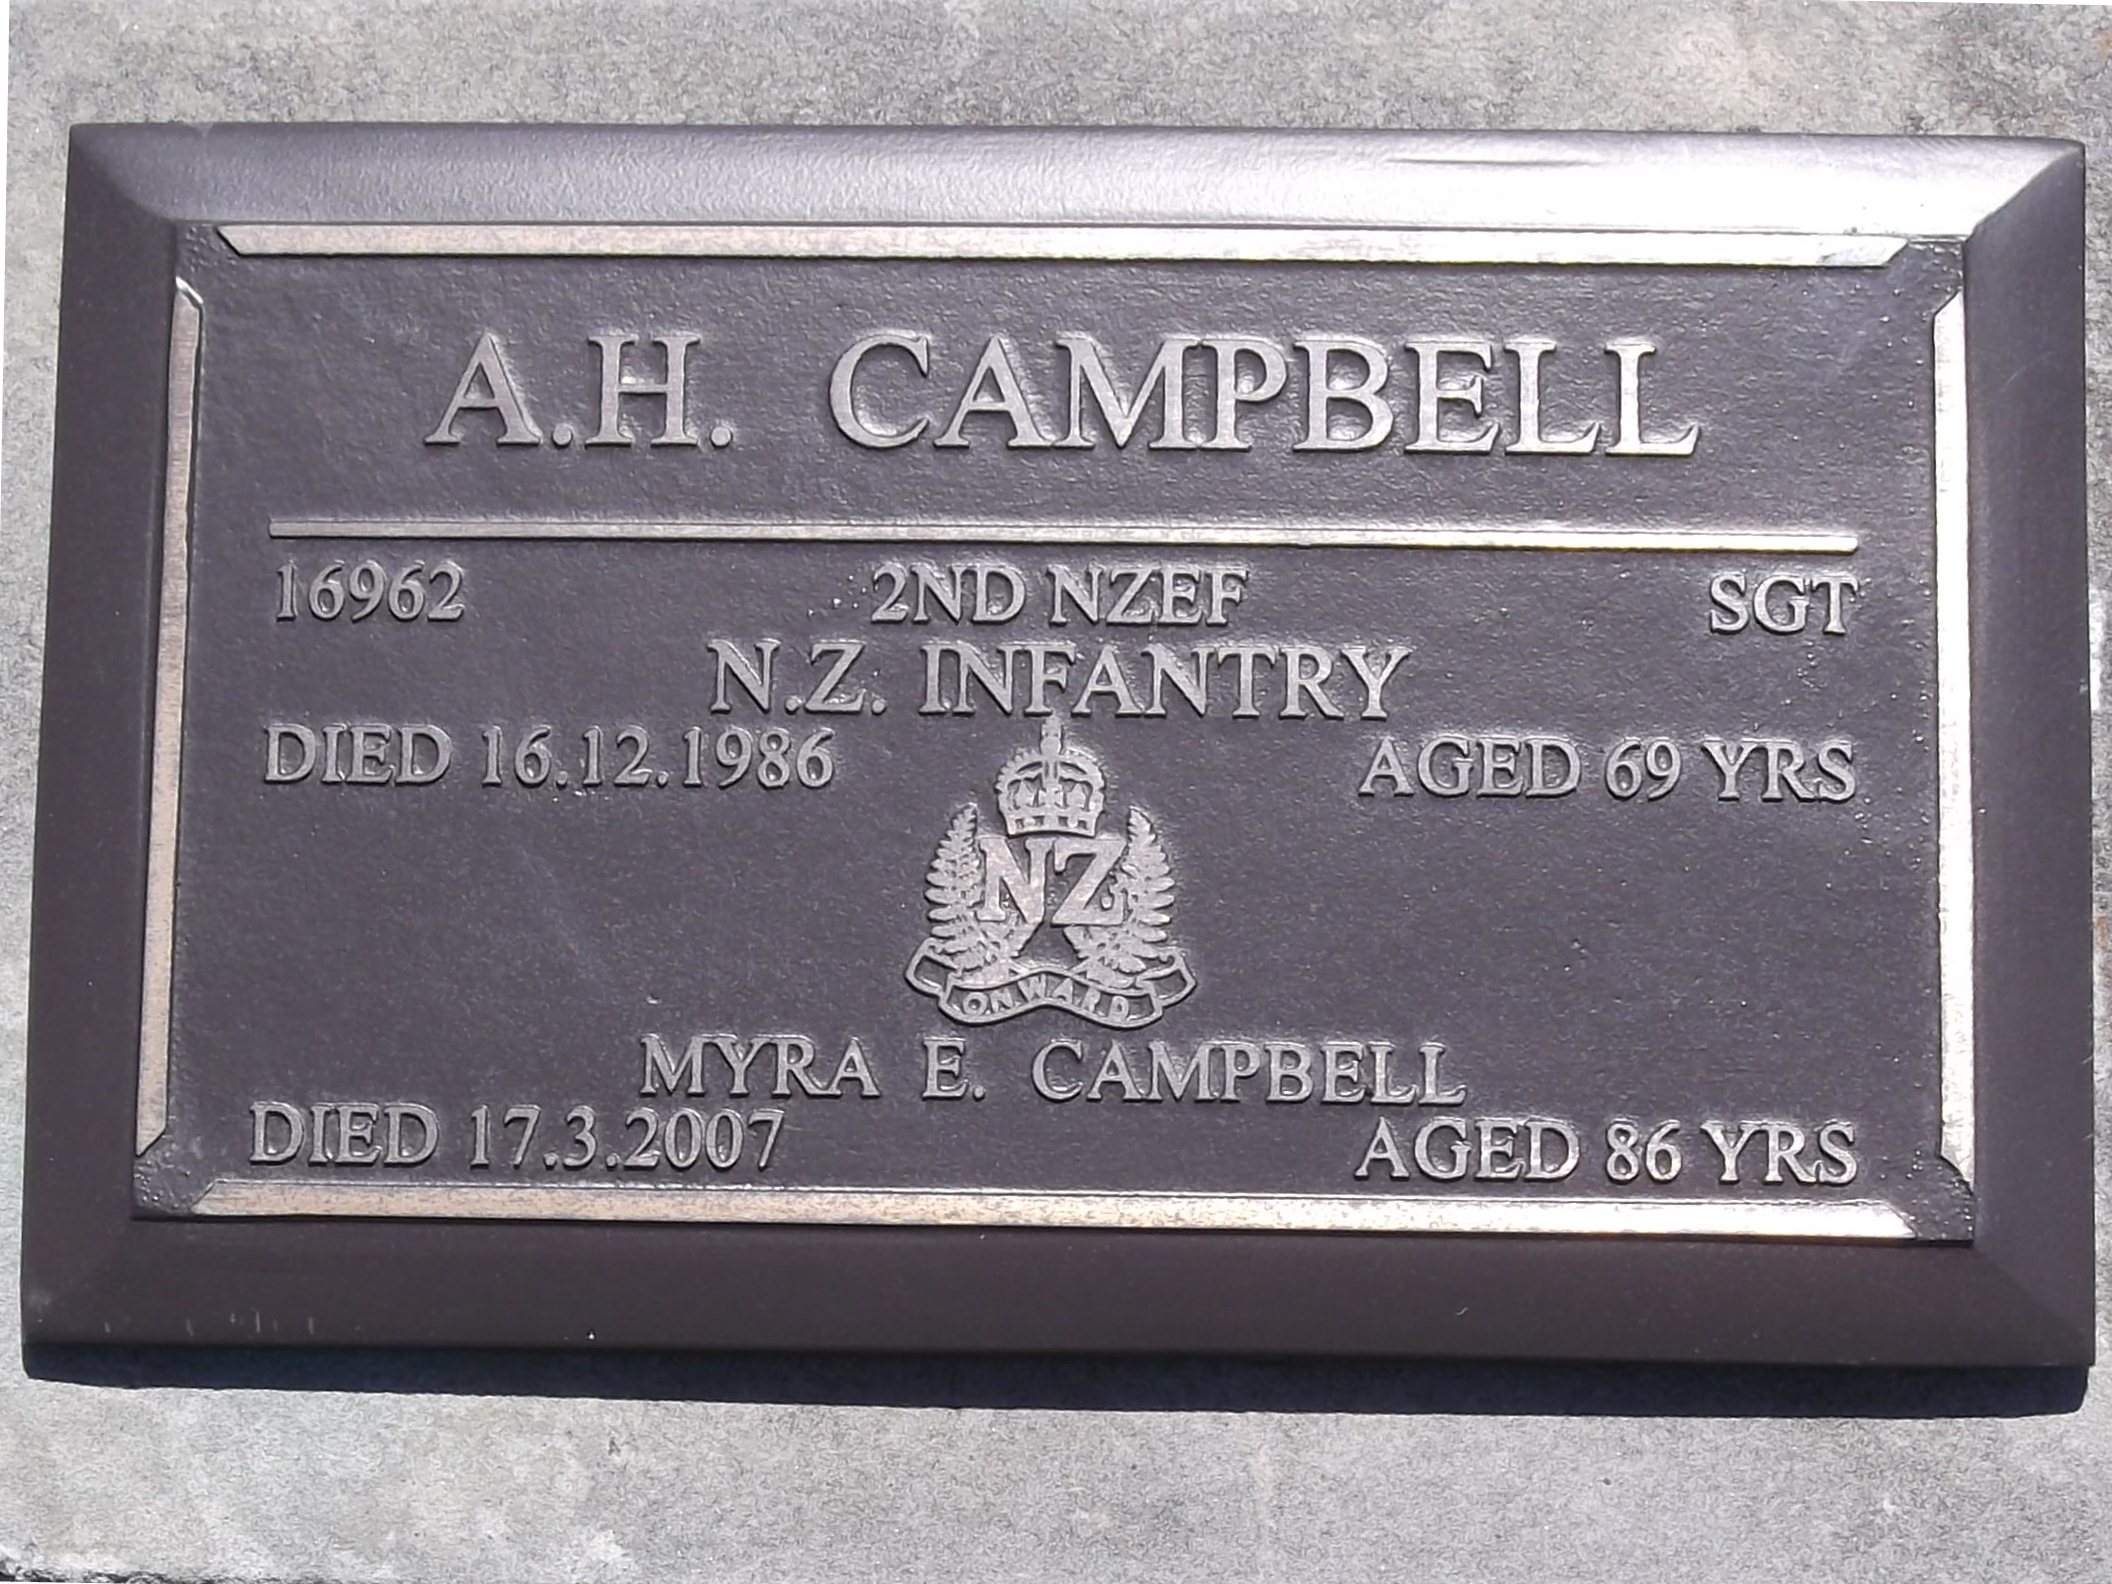 A.H. CAMPBELL
16962 2ND NZEF SGT
N.Z. INFANTRY
DIED 16.12.1986 AGED 69 YRS
NZ
ONWARD
MYRA E. CAMPBELL
DIED 17.3.2007 AGED 86 YRS